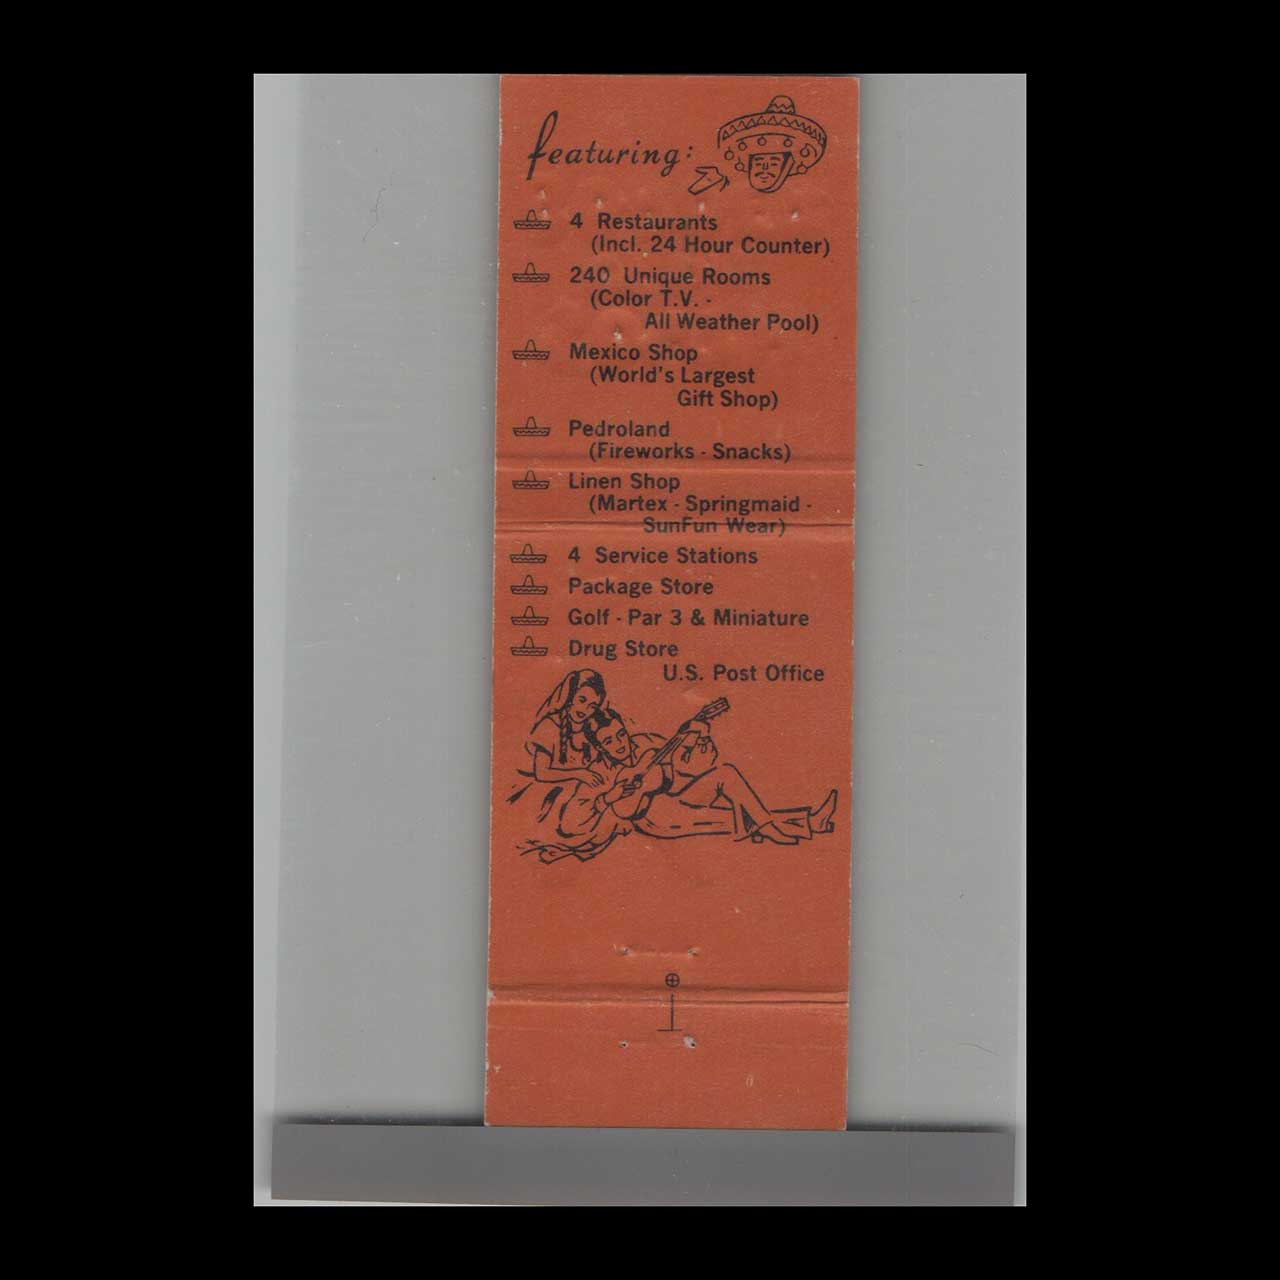 featuring:
4 Restaurants
(Incl. 24 Hour Counter)
240 Unique Rooms
(Color T.V. -
All Weather Pool)
Mexico Shop
(World's Largest
Gift Shop)
Pedroland
(Fireworks - Snacks)
Linen Shop
(Martex - Springmaid -
SunFun Wear)
4 Service Stations
Package Store
Golf - Par 3 & Miniature
Drug Store
U.S. Post Office